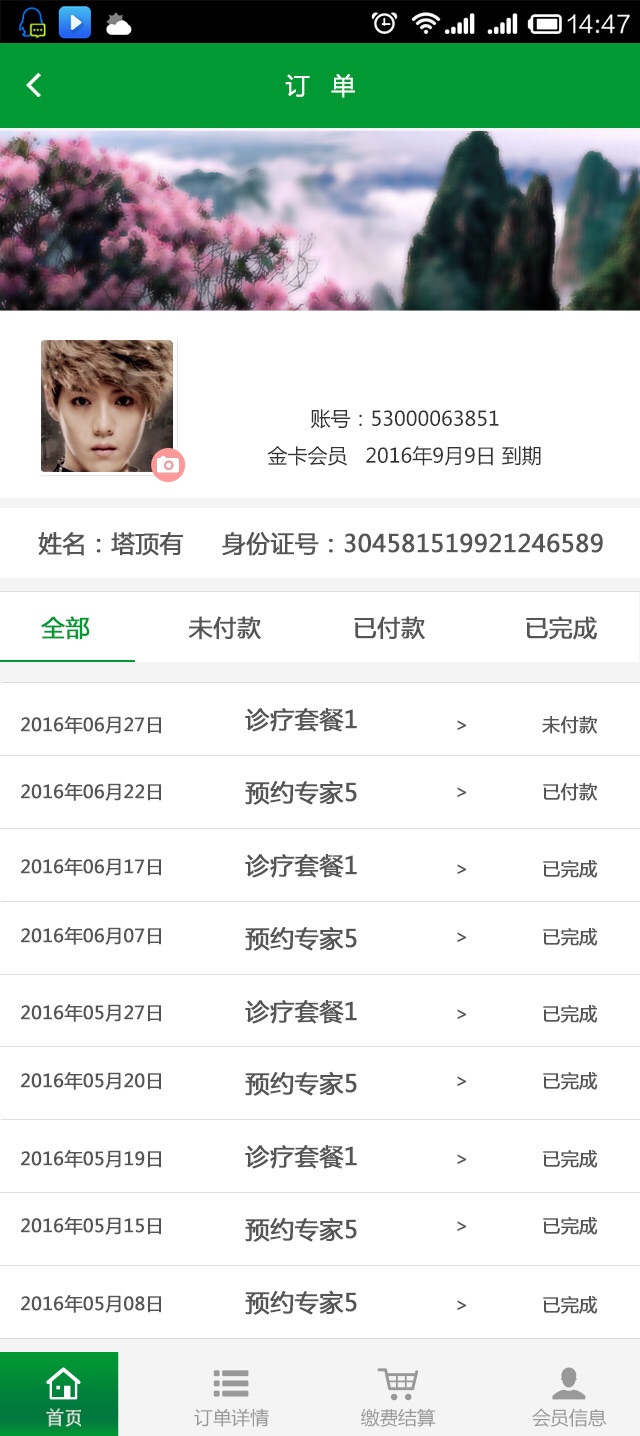 14:47
订 单
账号：53000063851
金卡会员 2016年9月9日 到期
姓名：塔顶有 身份证号：304581519921246589
全部 未付款 已付款 已完成
2016年06月27日 诊疗套餐1 > 未付款
2016年06月22日 预约专家5 > 已付款
2016年06月17日 诊疗套餐1 > 已完成
2016年06月07日 预约专家5 > 已完成
2016年05月27日 诊疗套餐1 > 已完成
2016年05月20日 预约专家5 > 已完成
2016年05月19日 诊疗套餐1 > 已完成
2016年05月15日 预约专家5 > 已完成
2016年05月08日 预约专家5 > 已完成
首页 订单详情 缴费结算 会员信息